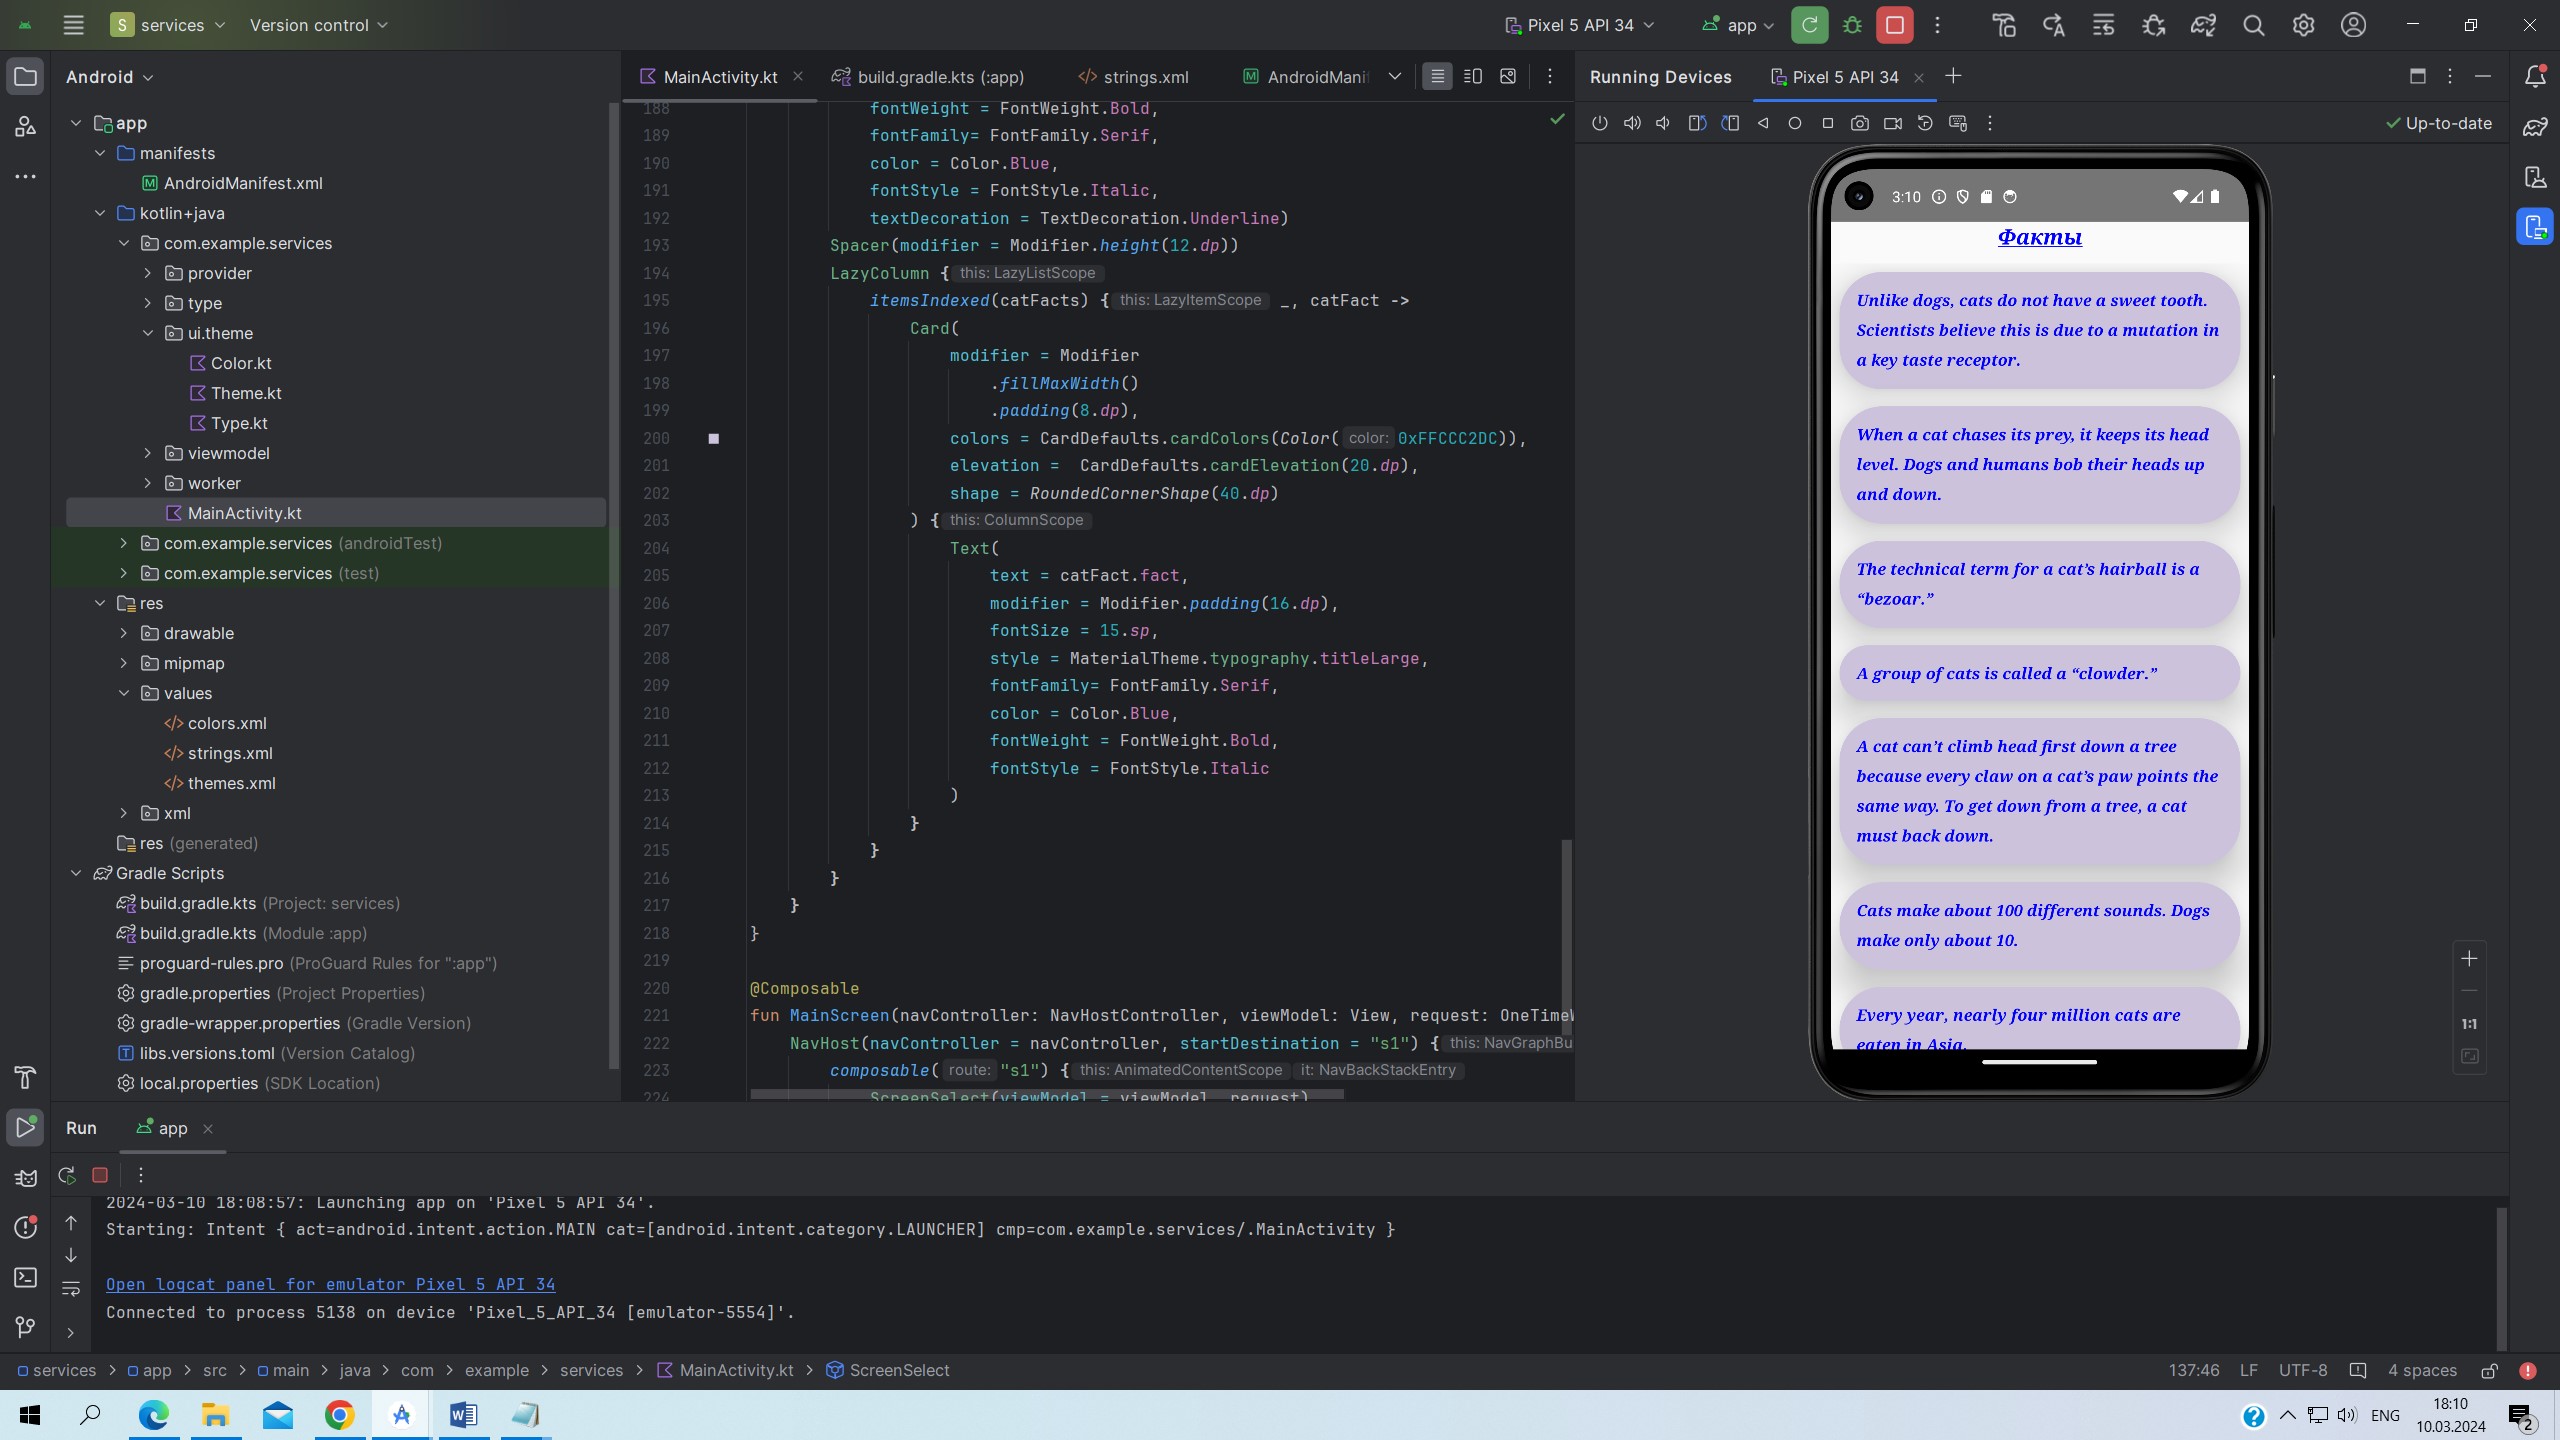 S services Version control Pixel 5 API 34 app
Android
MainActivity.kt build.gradle.kts (:app) strings.xml AndroidManif
Running Devices Pixel 5 API 34
Up-to-date
app
manifests
AndroidManifest.xml
kotlin+java
com.example.services
provider
type
ui.theme
Color.kt
Theme.kt
Type.kt
viewmodel
worker
MainActivity.kt
com.example.services (androidTest)
com.example.services (test)
res
drawable
mipmap
values
colors.xml
strings.xml
themes.xml
xml
res (generated)
Gradle Scripts
build.gradle.kts (Project: services)
build.gradle.kts (Module :app)
proguard-rules.pro (ProGuard Rules for ":app")
gradle.properties (Project Properties)
gradle-wrapper.properties (Gradle Version)
libs.versions.toml (Version Catalog)
local.properties (SDK Location)
188 fontWeight = FontWeight.Bold,
189 fontFamily= FontFamily.Serif,
190 color = Color.Blue,
191 fontStyle = FontStyle.Italic,
192 textDecoration = TextDecoration.Underline)
193 Spacer(modifier = Modifier.height(12.dp))
194 LazyColumn { this: LazyListScope
195 itemsIndexed(catFacts) { this: LazyItemScope _, catFact ->
196 Card(
197 modifier = Modifier
198 .fillMaxWidth()
199 .padding(8.dp),
200 colors = CardDefaults.cardColors(Color( color: 0xFFCCC2DC)),
201 elevation =  CardDefaults.cardElevation(20.dp),
202 shape = RoundedCornerShape(40.dp)
203 ) { this: ColumnScope
204 Text(
205 text = catFact.fact,
206 modifier = Modifier.padding(16.dp),
207 fontSize = 15.sp,
208 style = MaterialTheme.typography.titleLarge,
209 fontFamily= FontFamily.Serif,
210 color = Color.Blue,
211 fontWeight = FontWeight.Bold,
212 fontStyle = FontStyle.Italic
213 )
214 }
215 }
216 }
217 }
218 }
219
220 @Composable
221 fun MainScreen(navController: NavHostController, viewModel: View, request: OneTimeW
222 NavHost(navController = navController, startDestination = "s1") { this: NavGraphBu
223 composable( route: "s1") { this: AnimatedContentScope it: NavBackStackEntry
224 ScreenSelect(viewModel = viewModel, request)
3:10
Факты
Unlike dogs, cats do not have a sweet tooth.
Scientists believe this is due to a mutation in
a key taste receptor.
When a cat chases its prey, it keeps its head
level. Dogs and humans bob their heads up
and down.
The technical term for a cat’s hairball is a
“bezoar.”
A group of cats is called a “clowder.”
A cat can’t climb head first down a tree
because every claw on a cat’s paw points the
same way. To get down from a tree, a cat
must back down.
Cats make about 100 different sounds. Dogs
make only about 10.
Every year, nearly four million cats are
eaten in Asia.
1:1
Run app
2024-03-10 18:08:57: Launching app on 'Pixel 5 API 34'.
Starting: Intent { act=android.intent.action.MAIN cat=[android.intent.category.LAUNCHER] cmp=com.example.services/.MainActivity }
Open logcat panel for emulator Pixel 5 API 34
Connected to process 5138 on device 'Pixel_5_API_34 [emulator-5554]'.
services > app > src > main > java > com > example > services > MainActivity.kt > ScreenSelect
137:46 LF UTF-8 4 spaces
ENG
18:10
10.03.2024
2